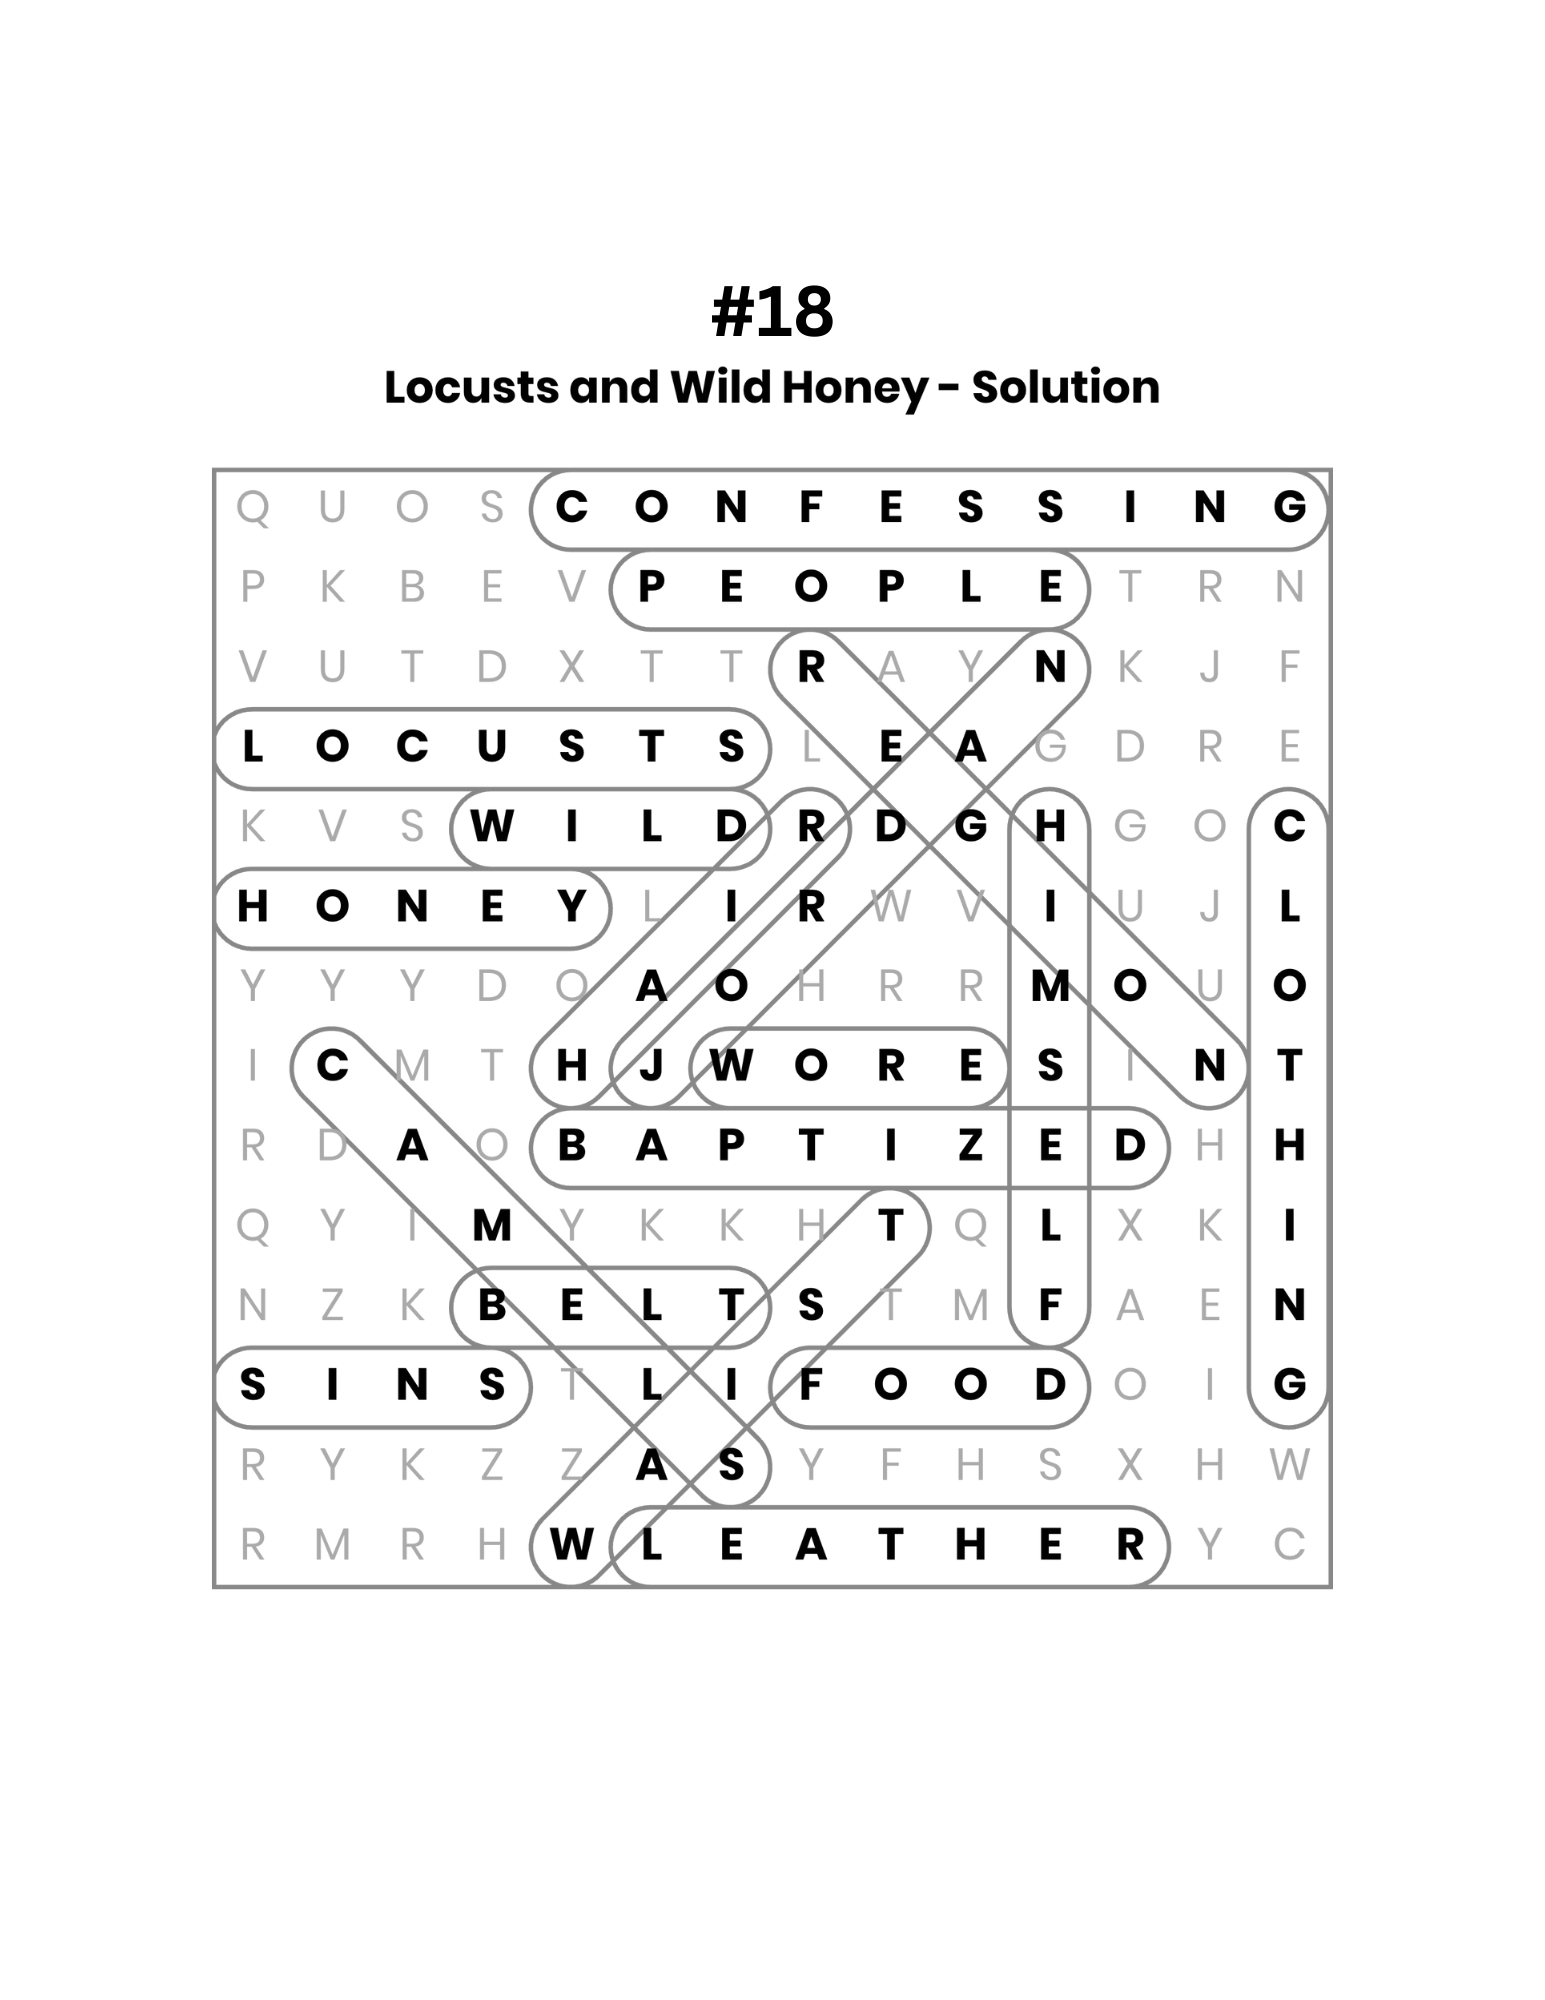 #18
Locusts and Wild Honey - Solution
Q U O S C O N F E S S I N G
P K B E V P E O P L E T R N
V U T D X T T R A Y N K J F
L O C U S T S L E A G D R E
K V S W I L D R D G H G O C
H O N E Y L I R W V I U J L
Y Y Y D O A O H R R M O U O
I C M T H J W O R E S I N T
R D A O B A P T I Z E D H H
Q Y I M Y K K H T Q L X K I
N Z K B E L T S T M F A E N
S I N S T L I F O O D O I G
R Y K Z Z A S Y F H S X H W
R M R H W L E A T H E R Y C